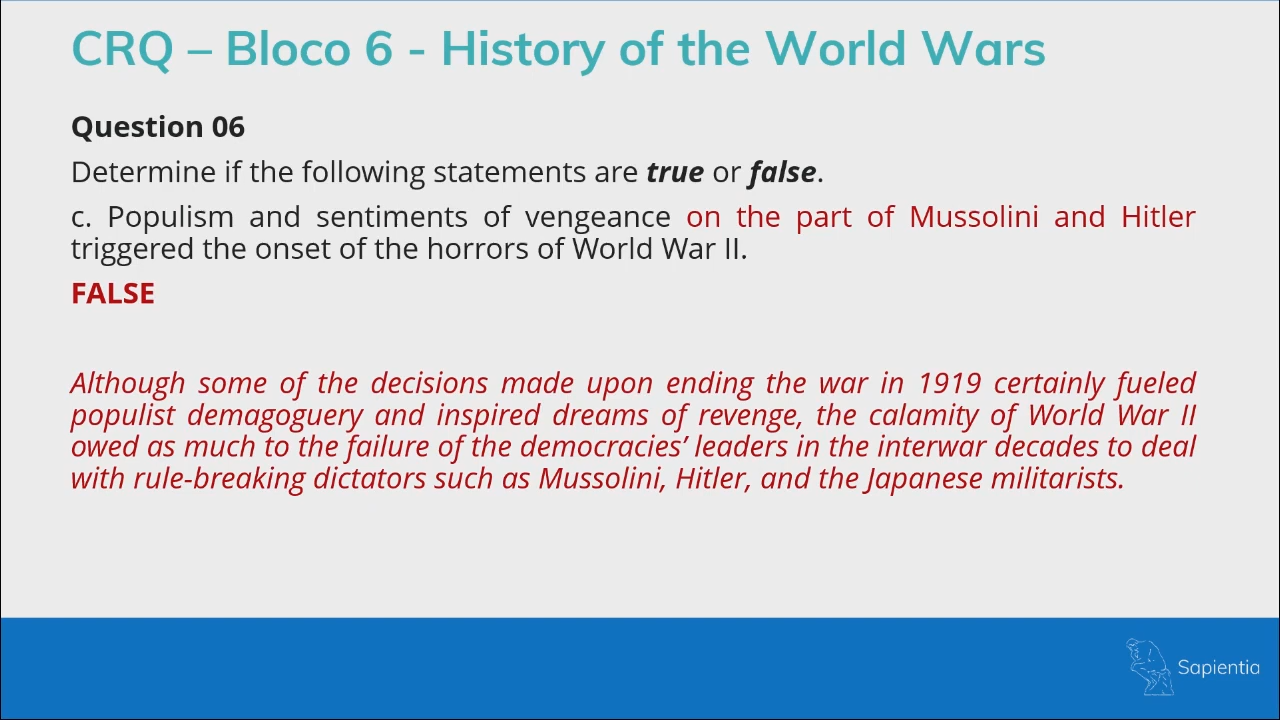 CRQ – Bloco 6 - History of the World Wars
Question 06
Determine if the following statements are true or false.
c. Populism and sentiments of vengeance on the part of Mussolini and Hitler
triggered the onset of the horrors of World War II.
FALSE
Although some of the decisions made upon ending the war in 1919 certainly fueled
populist demagoguery and inspired dreams of revenge, the calamity of World War II
owed as much to the failure of the democracies’ leaders in the interwar decades to deal
with rule-breaking dictators such as Mussolini, Hitler, and the Japanese militarists.
Sapientia